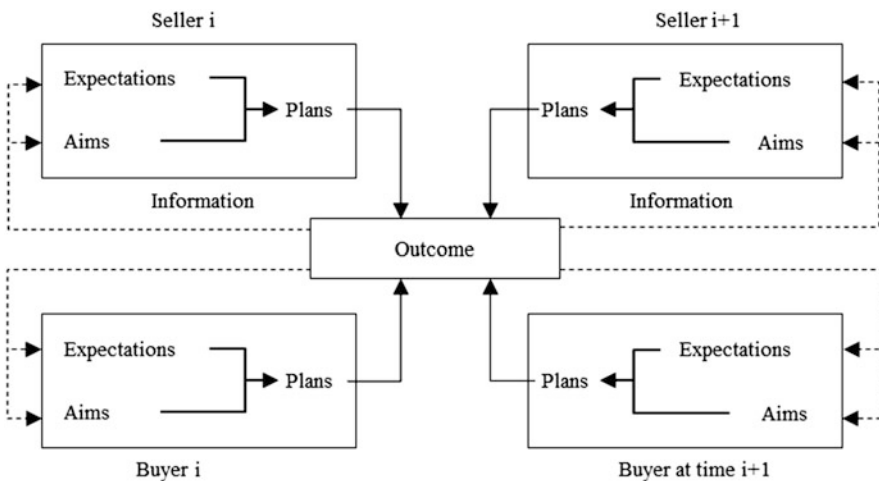 Seller i
Seller i+1
Expectations
Plans
Aims
Plans
Expectations
Aims
Information
Information
Outcome
Expectations
Plans
Aims
Plans
Expectations
Aims
Buyer i
Buyer at time i+1